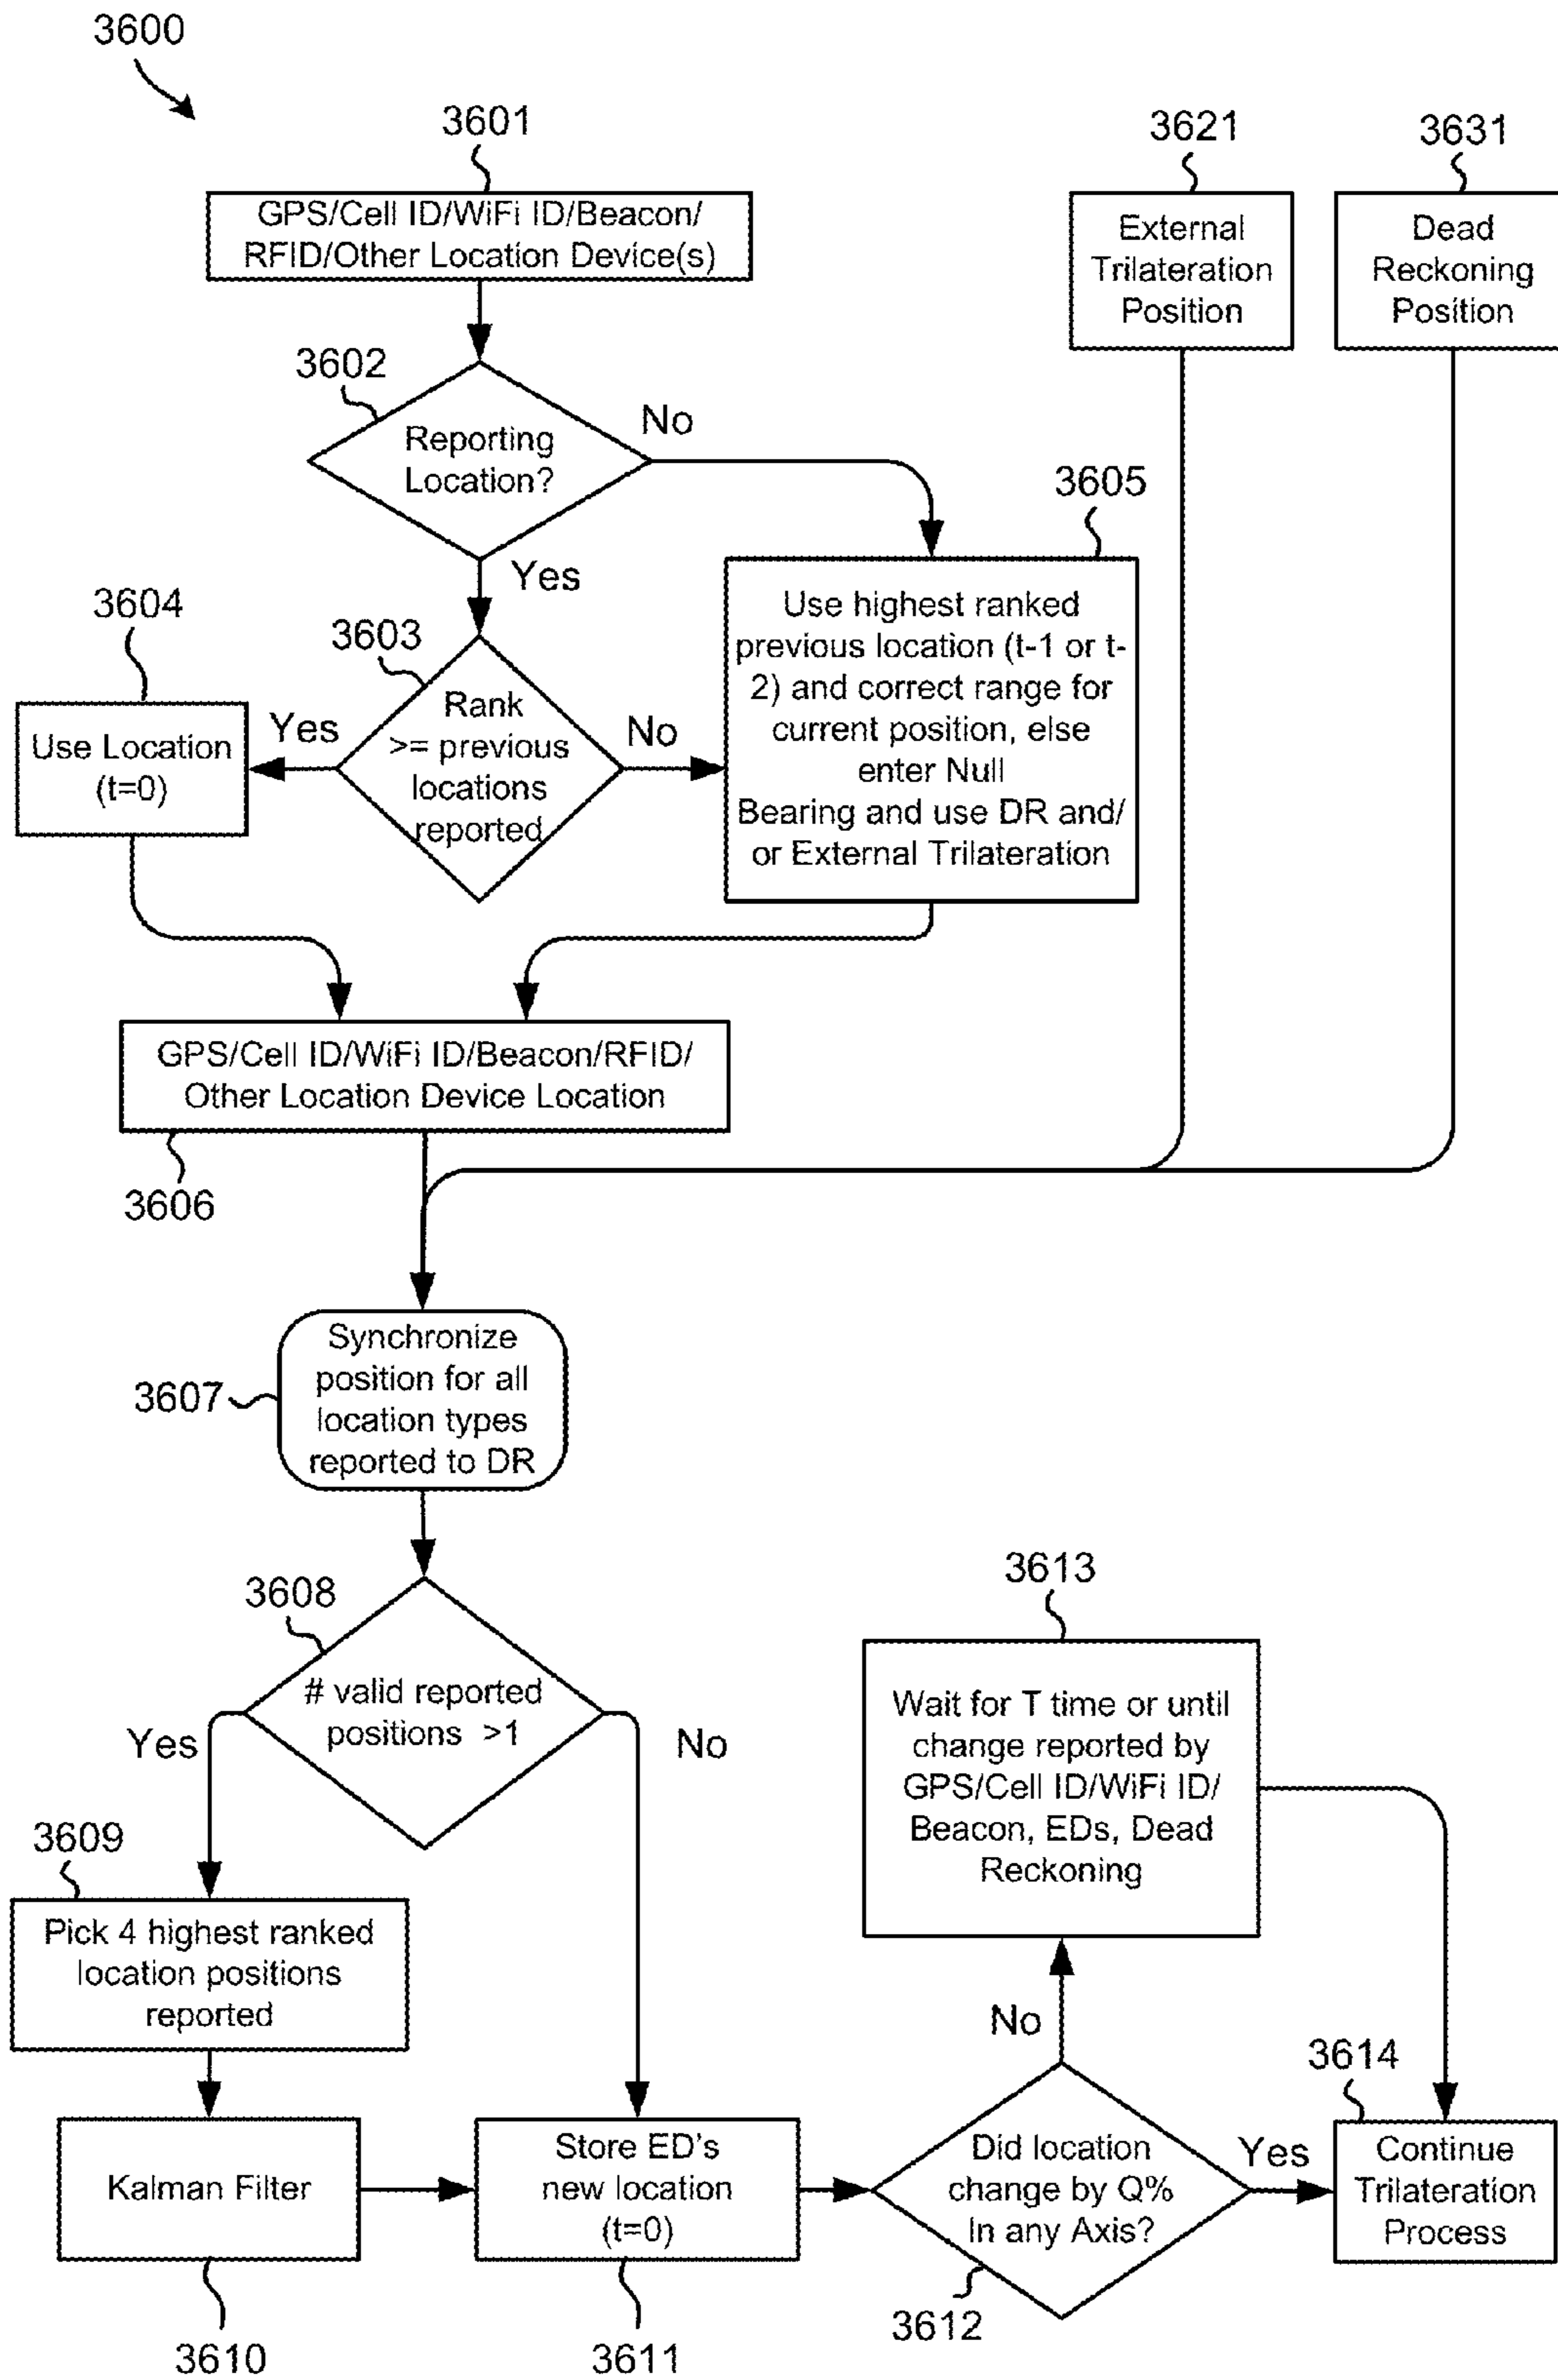 3600
3601
GPS/Cell ID/WiFi ID/Beacon/
RFID/Other Location Device(s)
3621
External
Trilateration
Position
3631
Dead
Reckoning
Position
3602
Reporting
Location?
No
Yes
3603
Rank
>= previous
locations
reported
Yes
No
3604
Use Location
(t=0)
3605
Use highest ranked
previous location (t-1 or t-
2) and correct range for
current position, else
enter Null
Bearing and use DR and/
or External Trilateration
GPS/Cell ID/WiFi ID/Beacon/RFID/
Other Location Device Location
3606
3607
Synchronize
position for all
location types
reported to DR
3608
# valid reported
positions >1
Yes
No
3609
Pick 4 highest ranked
location positions
reported
Kalman Filter
3610
Store ED's
new location
(t=0)
3611
Did location
change by Q%
In any Axis?
3612
No
Yes
3613
Wait for T time or until
change reported by
GPS/Cell ID/WiFi ID/
Beacon, EDs, Dead
Reckoning
3614
Continue
Trilateration
Process